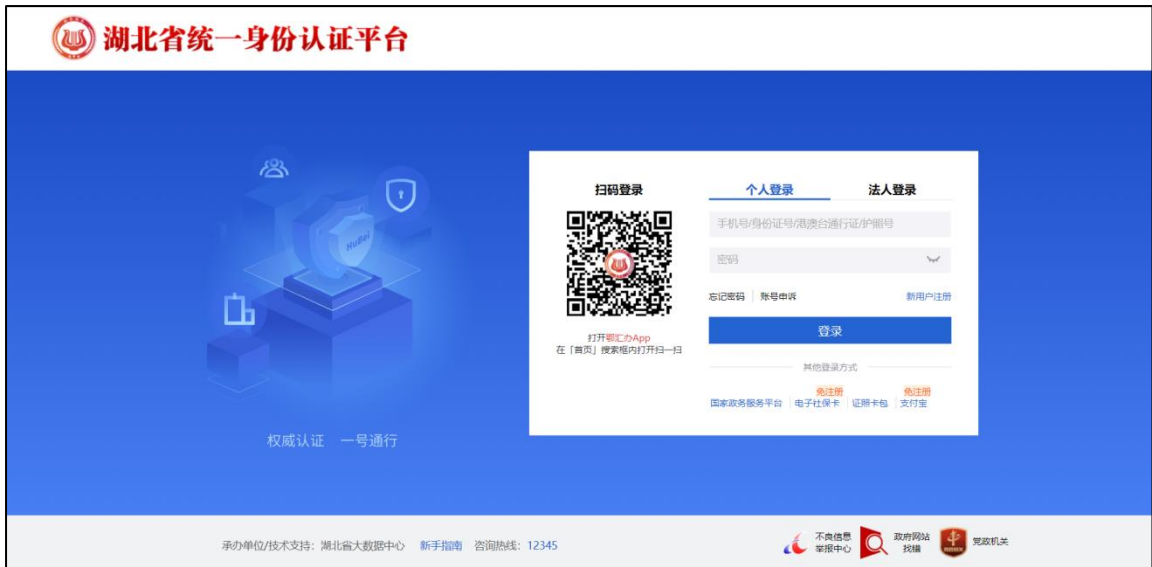 湖北省统一身份认证平台
HuBei
权威认证 一号通行
扫码登录
打开鄂汇办App
在「首页」搜索框内打开扫一扫
个人登录 法人登录
手机号/身份证号/港澳台通行证/护照号
密码
忘记密码 账号申诉 新用户注册
登录
其他登录方式
免注册 免注册
国家政务服务平台 电子社保卡 证照卡包 支付宝
承办单位/技术支持：湖北省大数据中心 新手指南 咨询热线：12345
不良信息
举报中心
政府网站
找错
党政机关